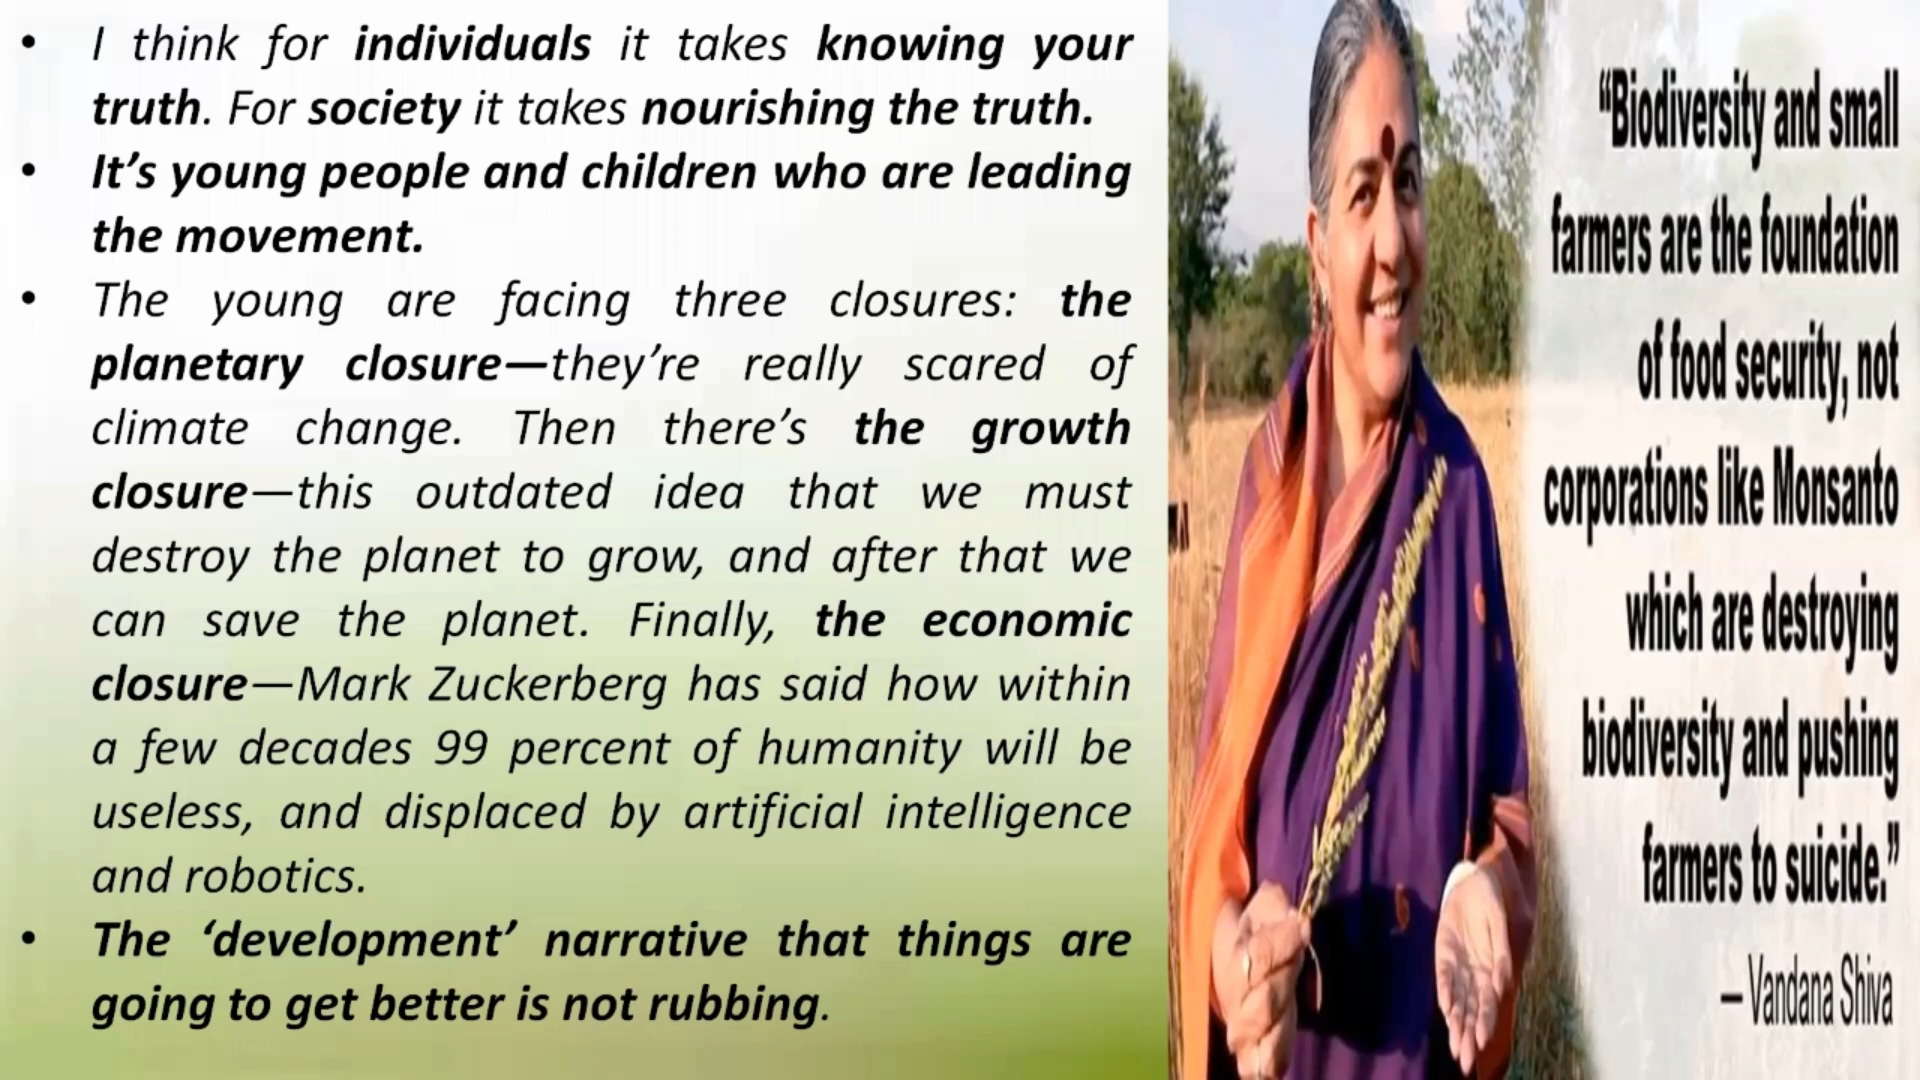 • I think for individuals it takes knowing your
truth. For society it takes nourishing the truth.
• It’s young people and children who are leading
the movement.
• The young are facing three closures: the
planetary closure—they’re really scared of
climate change. Then there’s the growth
closure—this outdated idea that we must
destroy the planet to grow, and after that we
can save the planet. Finally, the economic
closure—Mark Zuckerberg has said how within
a few decades 99 percent of humanity will be
useless, and displaced by artificial intelligence
and robotics.
• The ‘development’ narrative that things are
going to get better is not rubbing.
“Biodiversity and small
farmers are the foundation
of food security, not
corporations like Monsanto
which are destroying
biodiversity and pushing
farmers to suicide.”
— Vandana Shiva